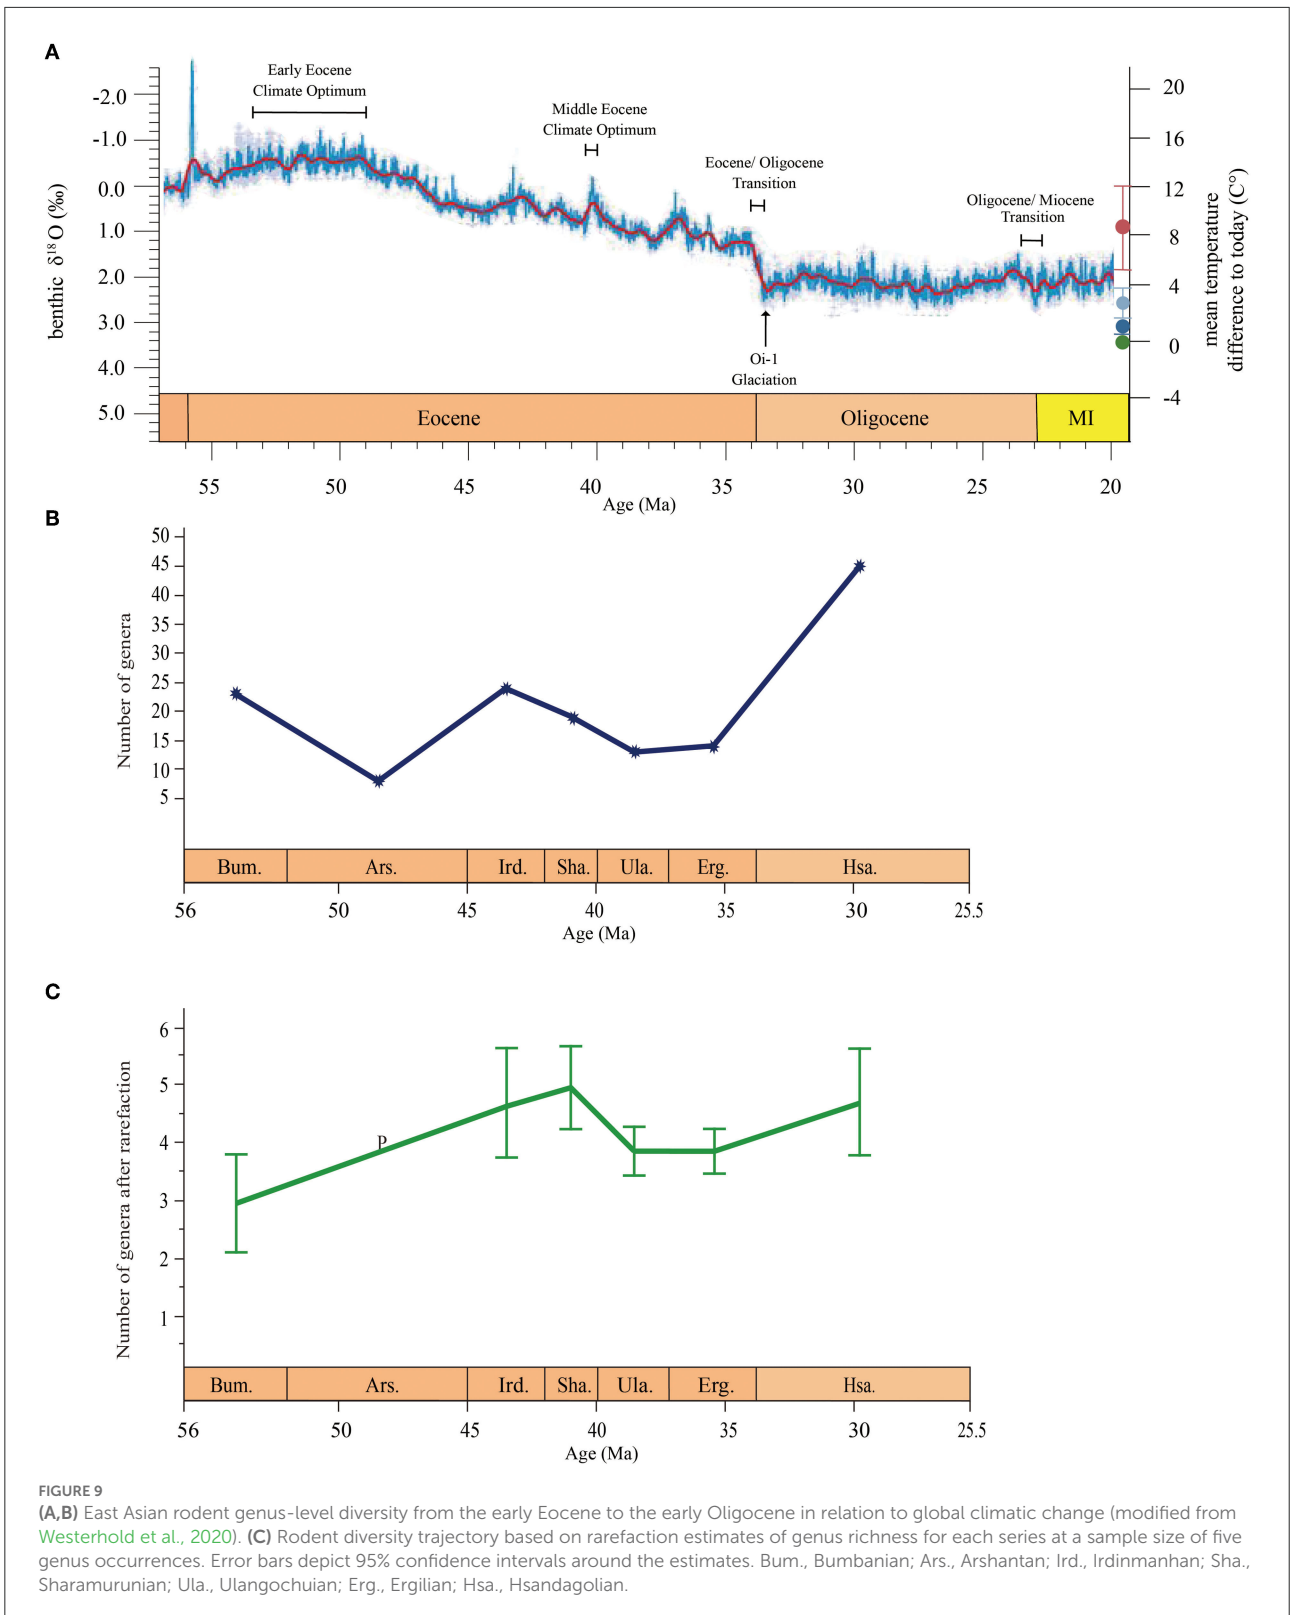 A
Early Eocene
Climate Optimum
Middle Eocene
Climate Optimum
Eocene/ Oligocene
Transition
Oligocene/ Miocene
Transition
Oi-1
Glaciation
benthic δ¹⁸O (‰)
-2.0
-1.0
0.0
1.0
2.0
3.0
4.0
5.0
20
16
12
8
4
0
-4
mean temperature
difference to today (C°)
Eocene Oligocene MI
55 50 45 40 35 30 25 20
Age (Ma)
B
Number of genera
50
45
40
35
30
25
20
15
10
5
Bum. Ars. Ird. Sha. Ula. Erg. Hsa.
56 50 45 40 35 30 25.5
Age (Ma)
C
Number of genera after rarefaction
6
5
4
3
2
1
P
Bum. Ars. Ird. Sha. Ula. Erg. Hsa.
56 50 45 40 35 30 25.5
Age (Ma)
FIGURE 9
(A,B) East Asian rodent genus-level diversity from the early Eocene to the early Oligocene in relation to global climatic change (modified from
Westerhold et al., 2020). (C) Rodent diversity trajectory based on rarefaction estimates of genus richness for each series at a sample size of five
genus occurrences. Error bars depict 95% confidence intervals around the estimates. Bum., Bumbanian; Ars., Arshantan; Ird., Irdinmanhan; Sha.,
Sharamurunian; Ula., Ulangochuian; Erg., Ergilian; Hsa., Hsandagolian.